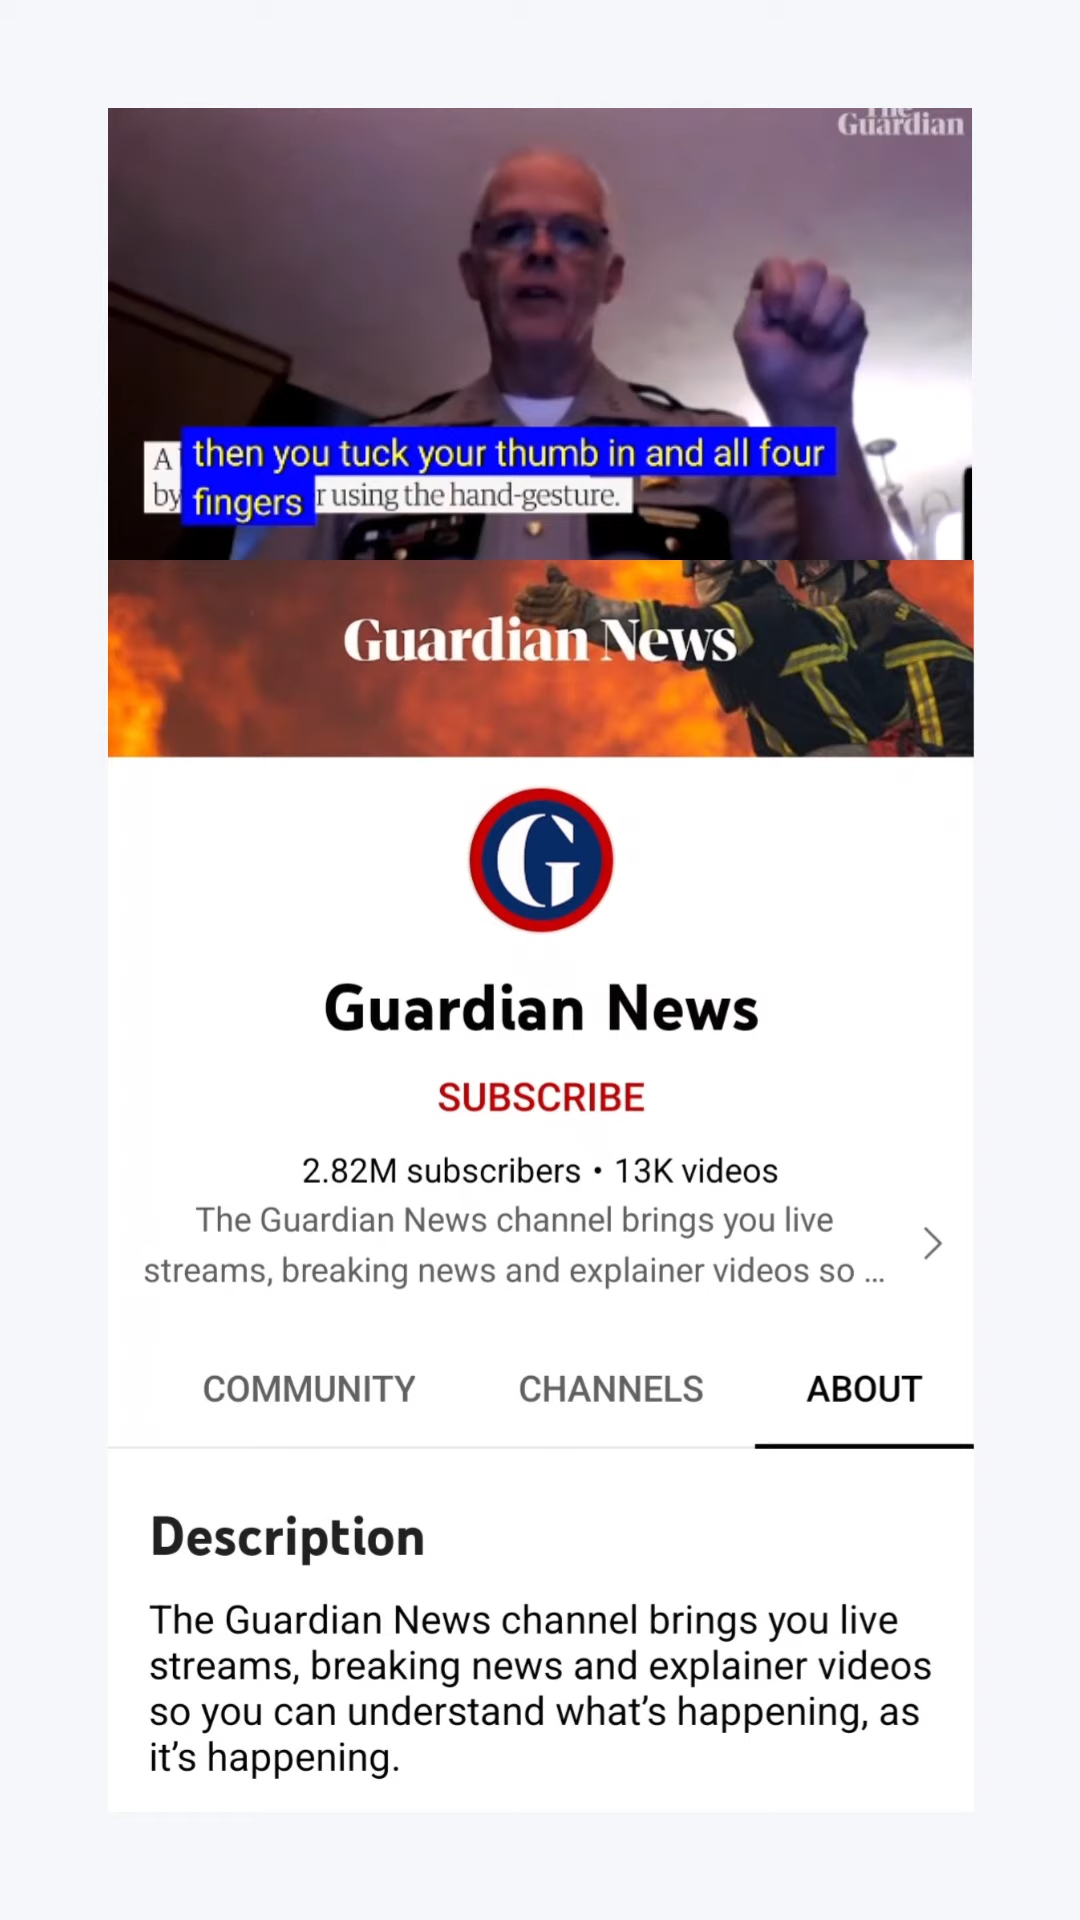 The
Guardian
A then you tuck your thumb in and all four
by fingers r using the hand-gesture.
Guardian News
G
Guardian News
SUBSCRIBE
2.82M subscribers • 13K videos
The Guardian News channel brings you live
streams, breaking news and explainer videos so ...
COMMUNITY CHANNELS ABOUT
Description
The Guardian News channel brings you live
streams, breaking news and explainer videos
so you can understand what’s happening, as
it’s happening.